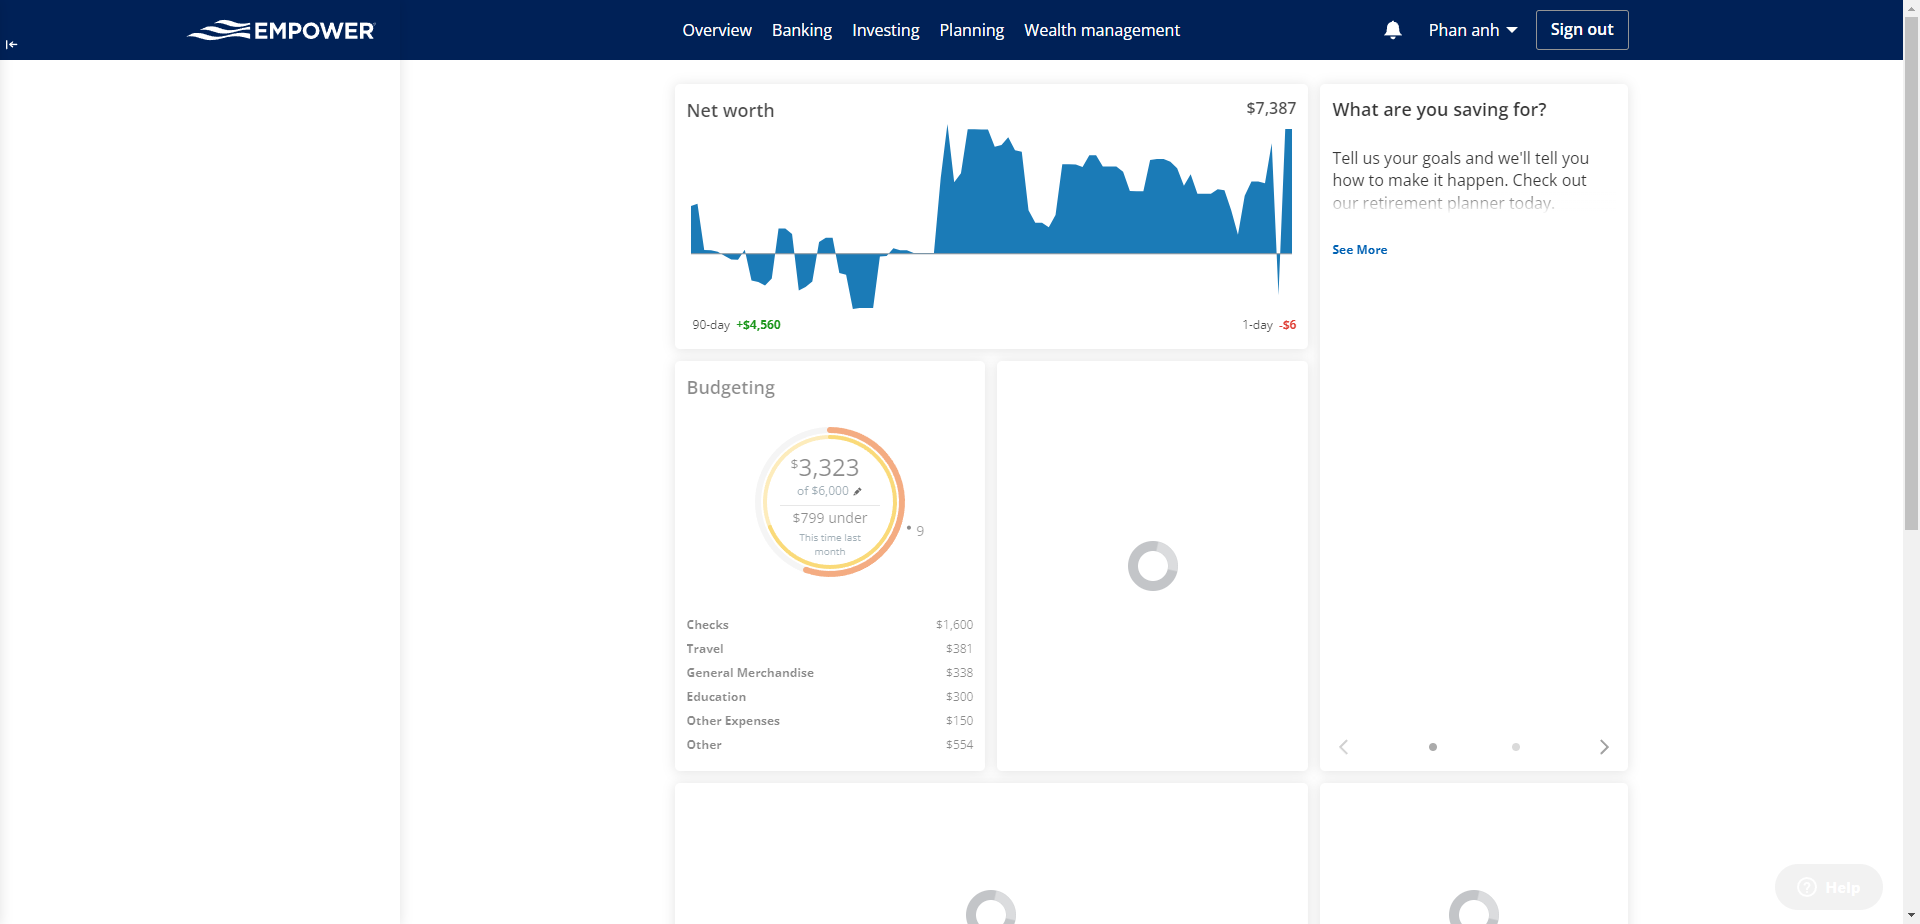 EMPOWER
Overview
Banking
Investing
Planning
Wealth management
Phan anh
Sign out
Net worth
$7,387
90-day +$4,560
1-day -$6
What are you saving for?
Tell us your goals and we'll tell you
how to make it happen. Check out
our retirement planner today.
See More
Budgeting
$3,323
of $6,000
$799 under
This time last
month
9
Checks $1,600
Travel $381
General Merchandise $338
Education $300
Other Expenses $150
Other $554
Help